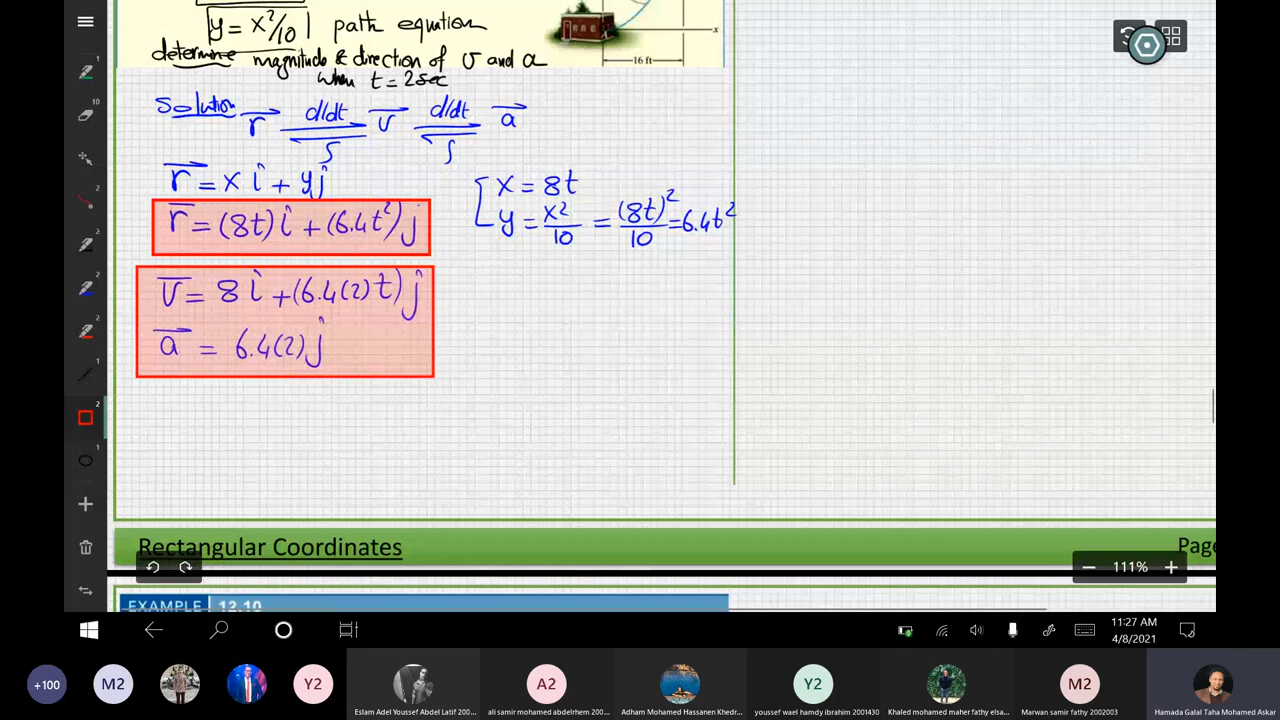 y = x²/10 path equation
determine magnitude & direction of v and a
when t = 2sec
x
16 ft
Solution r d/dt ∫ v d/dt ∫ a
r = x i + y j
r = (8t) i + (6.4t²) j
x = 8t
y = x²/10 = (8t)²/10 = 6.4t²
v = 8 i + (6.4(2) t) j
a = 6.4(2) j
Rectangular Coordinates
Page
111%
EXAMPLE 12.10
11:27 AM
4/8/2021
+100
M2
Y2
A2
Y2
M2
Eslam Adel Youssef Abdel Latif 200...
ali samir mohamed abdelrhem 200...
Adham Mohamed Hassanen Khedr...
youssef wael hamdy ibrahim 2001430
Khaled mohamed maher fathy elsa...
Marwan samir fathy 2002003
Hamada Galal Taha Mohamed Askar